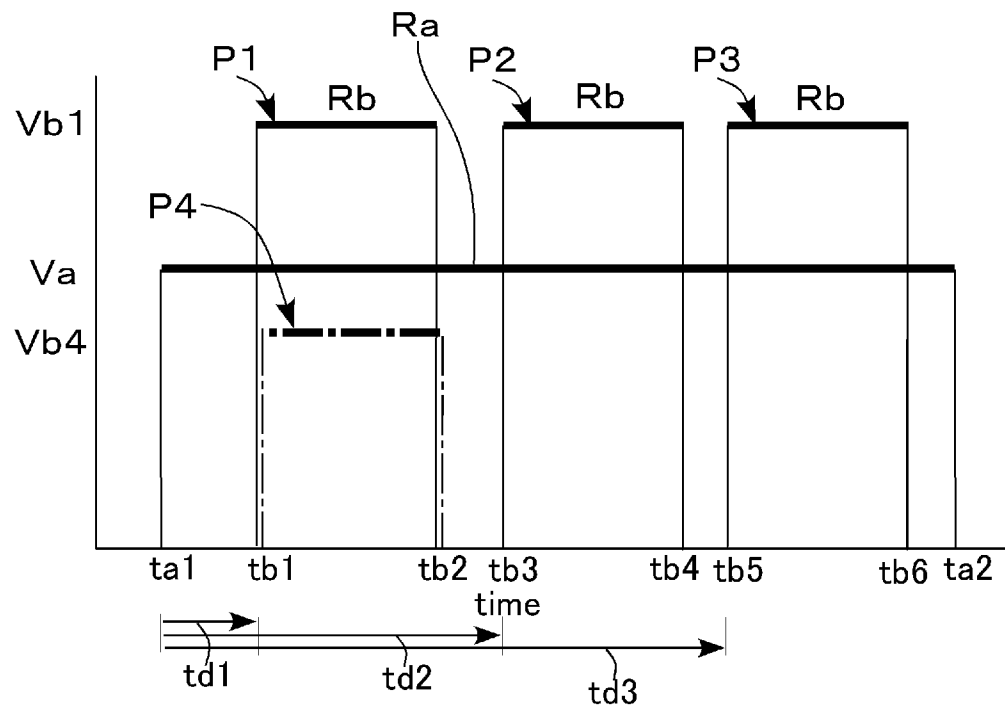 Ra
P1
P2
P3
Vb1
Rb
Rb
Rb
P4
Va
Vb4
ta1
tb1
tb2
tb3
tb4
tb5
tb6
ta2
time
td1
td2
td3